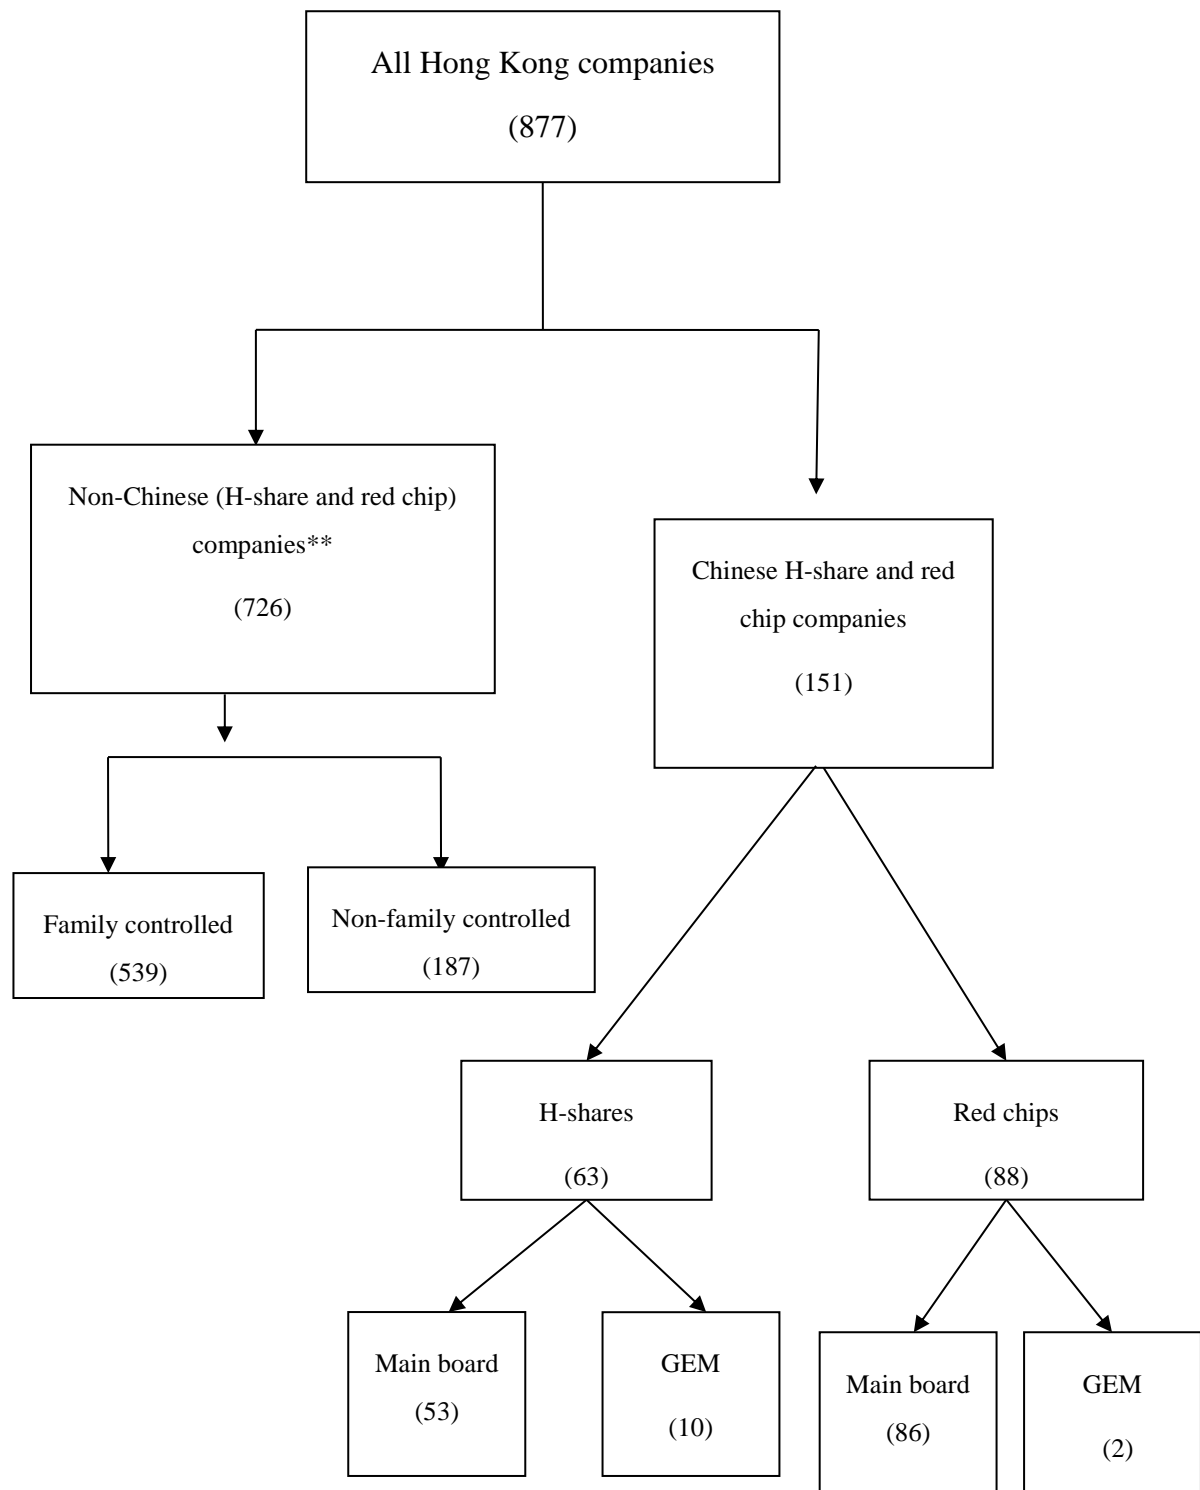 All Hong Kong companies
(877)
Non-Chinese (H-share and red chip)
companies**
(726)
Chinese H-share and red
chip companies
(151)
Family controlled
(539)
Non-family controlled
(187)
H-shares
(63)
Red chips
(88)
Main board
(53)
GEM
(10)
Main board
(86)
GEM
(2)